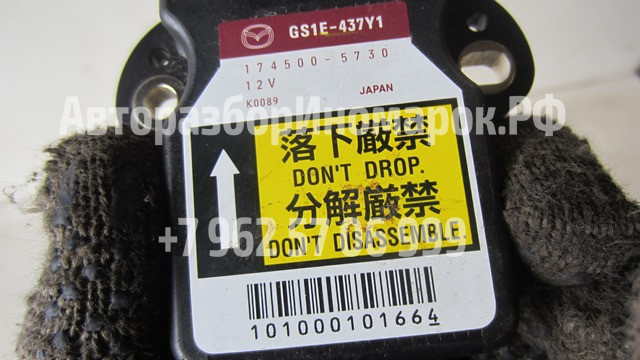 GS1E-437Y1
174500-5730
12V
K0089 JAPAN
АвторазборИномарок.РФ
落下厳禁
DON'T DROP.
分解厳禁
DON'T DISASSEMBLE.
101000101664